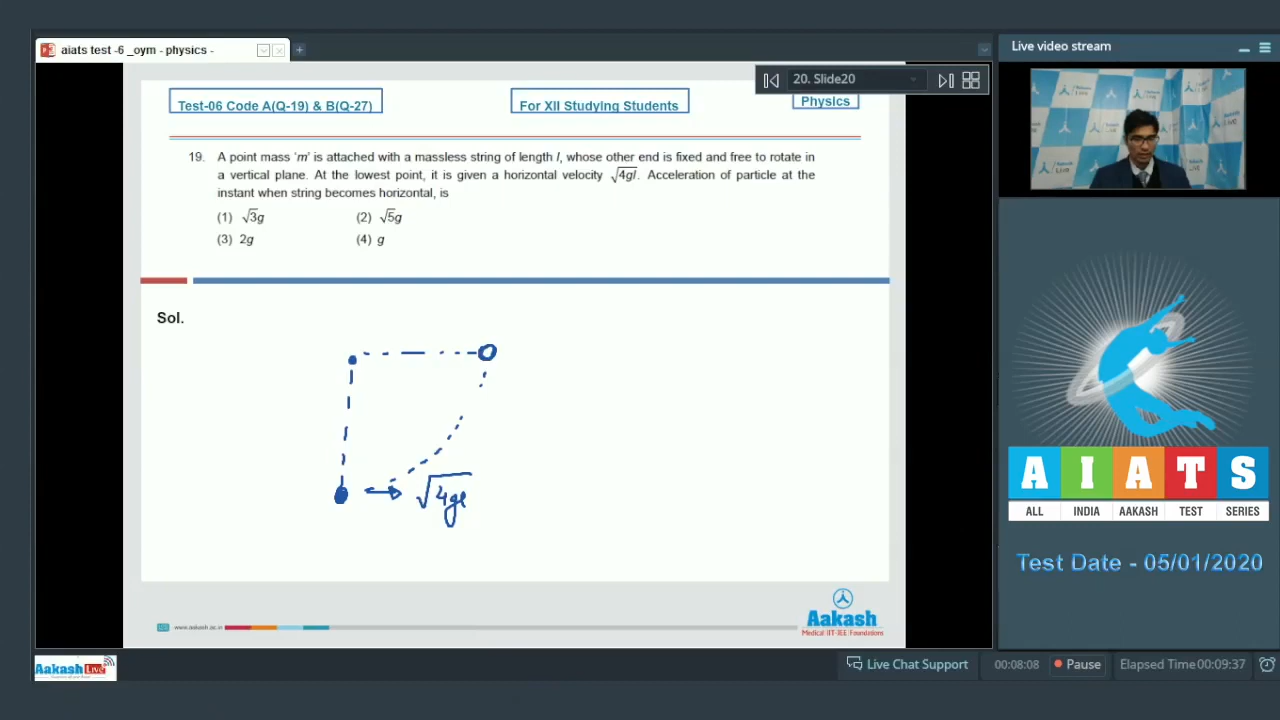 aiats test -6 _oym - physics -
Live video stream
20. Slide20
Test-06 Code A(Q-19) & B(Q-27)
For XII Studying Students
Physics
19. A point mass 'm' is attached with a massless string of length l, whose other end is fixed and free to rotate in
a vertical plane. At the lowest point, it is given a horizontal velocity √4gl. Acceleration of particle at the
instant when string becomes horizontal, is
(1) √3g (2) √5g
(3) 2g (4) g
Sol.
√4gl
A I A T S
ALL INDIA AAKASH TEST SERIES
Test Date - 05/01/2020
www.aakash.ac.in
Aakash
Medical|IIT-JEE|Foundations
Aakash Live
Live Chat Support
00:08:08
Pause
Elapsed Time 00:09:37